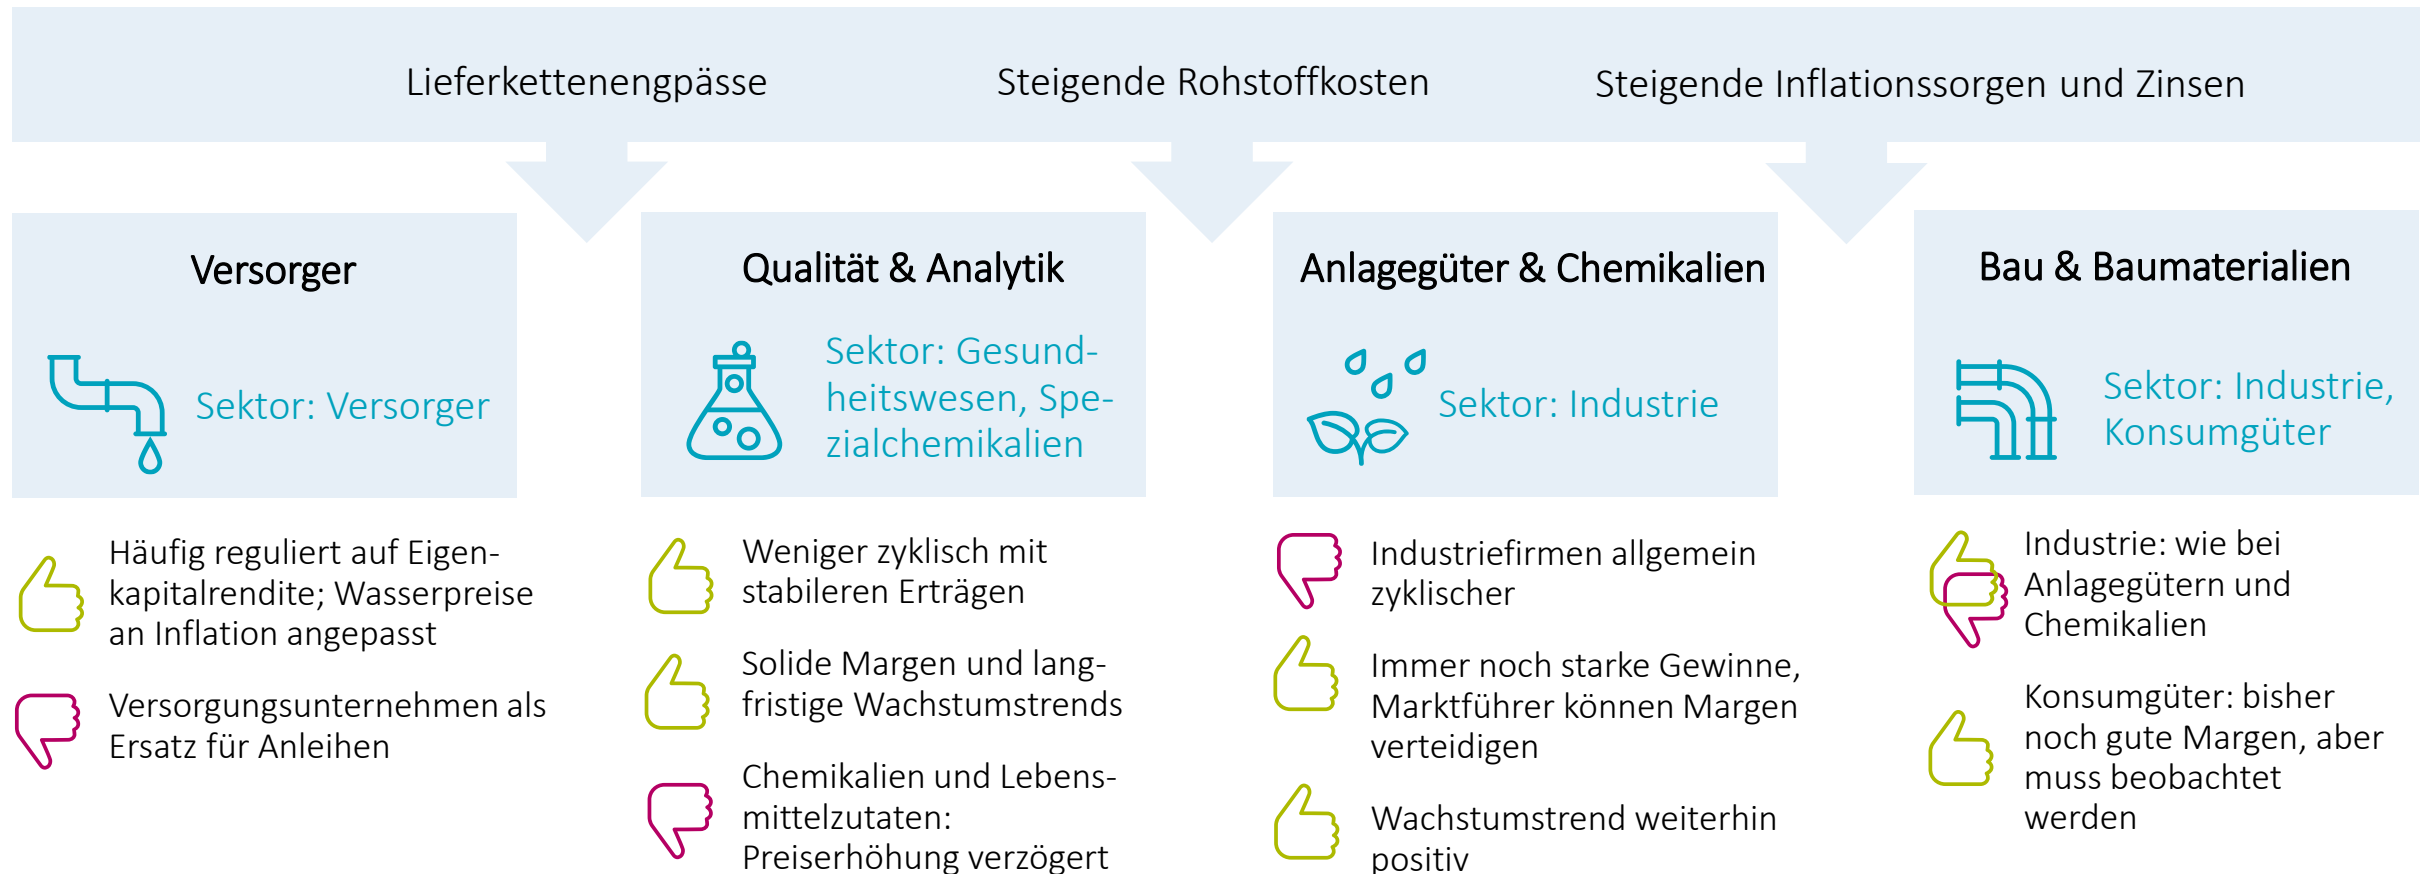 Lieferkettenengpässe
Steigende Rohstoffkosten
Steigende Inflationssorgen und Zinsen
Versorger
Sektor: Versorger
Häufig reguliert auf Eigen-
kapitalrendite; Wasserpreise
an Inflation angepasst
Versorgungsunternehmen als
Ersatz für Anleihen
Qualität & Analytik
Sektor: Gesund-
heitswesen, Spe-
zialchemikalien
Weniger zyklisch mit
stabileren Erträgen
Solide Margen und lang-
fristige Wachstumstrends
Chemikalien und Lebens-
mittelzutaten:
Preiserhöhung verzögert
Anlagegüter & Chemikalien
Sektor: Industrie
Industriefirmen allgemein
zyklischer
Immer noch starke Gewinne,
Marktführer können Margen
verteidigen
Wachstumstrend weiterhin
positiv
Bau & Baumaterialien
Sektor: Industrie,
Konsumgüter
Industrie: wie bei
Anlagegütern und
Chemikalien
Konsumgüter: bisher
noch gute Margen, aber
muss beobachtet
werden